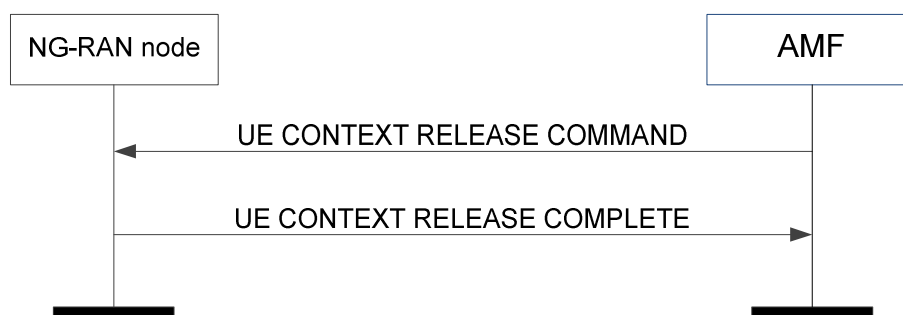 NG-RAN node
AMF
UE CONTEXT RELEASE COMMAND
UE CONTEXT RELEASE COMPLETE